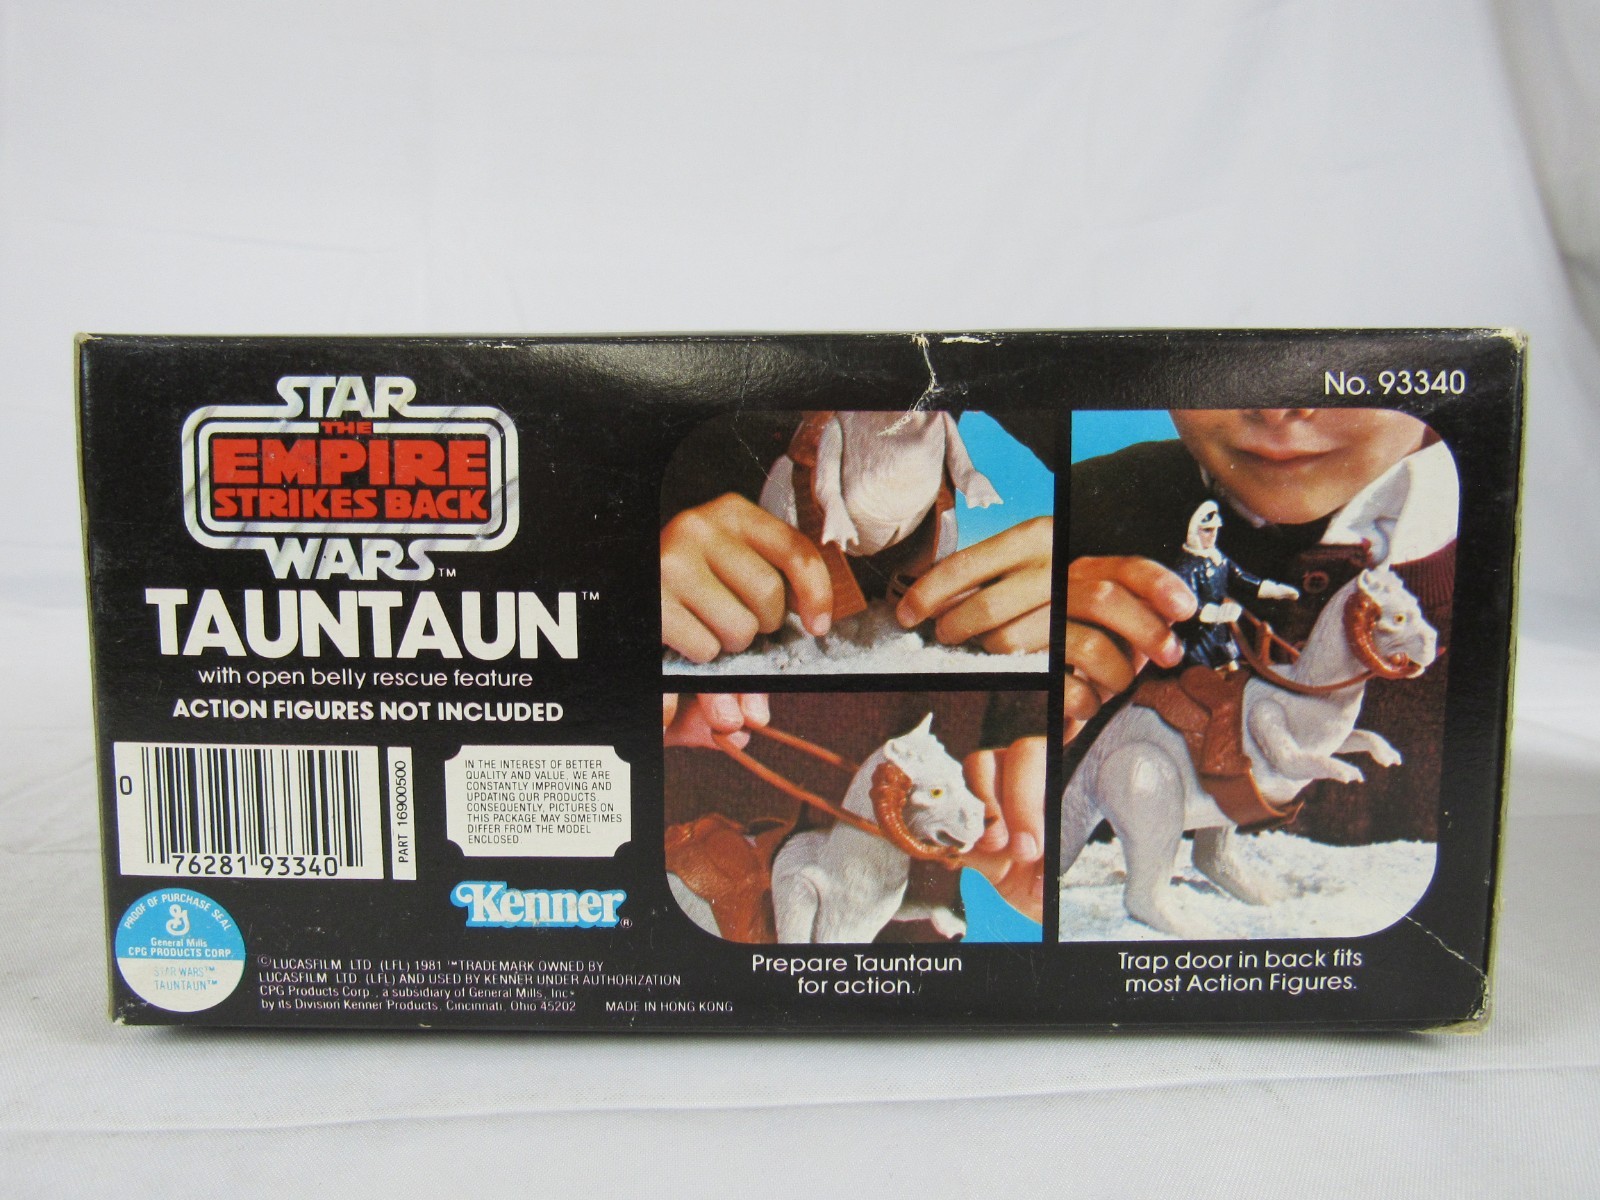 No. 93340
STAR
THE
EMPIRE
STRIKES BACK
WARS™
TAUNTAUN™
with open belly rescue feature
ACTION FIGURES NOT INCLUDED
0
76281 93340
PART 16900500
IN THE INTEREST OF BETTER
QUALITY AND VALUE, WE ARE
CONSTANTLY IMPROVING AND
UPDATING OUR PRODUCTS.
CONSEQUENTLY, PICTURES ON
THIS PACKAGE MAY SOMETIMES
DIFFER FROM THE MODEL
ENCLOSED
Kenner®
PROOF OF PURCHASE SEAL
General Mills
CPG PRODUCTS CORP.
STAR WARS™
TAUNTAUN™
©LUCASFILM LTD. (LFL) 1981 ™TRADEMARK OWNED BY
LUCASFILM LTD. (LFL) AND USED BY KENNER UNDER AUTHORIZATION
CPG Products Corp., a subsidiary of General Mills, Inc.
by its Division Kenner Products, Cincinnati, Ohio 45202 MADE IN HONG KONG
Prepare Tauntaun
for action.
Trap door in back fits
most Action Figures.